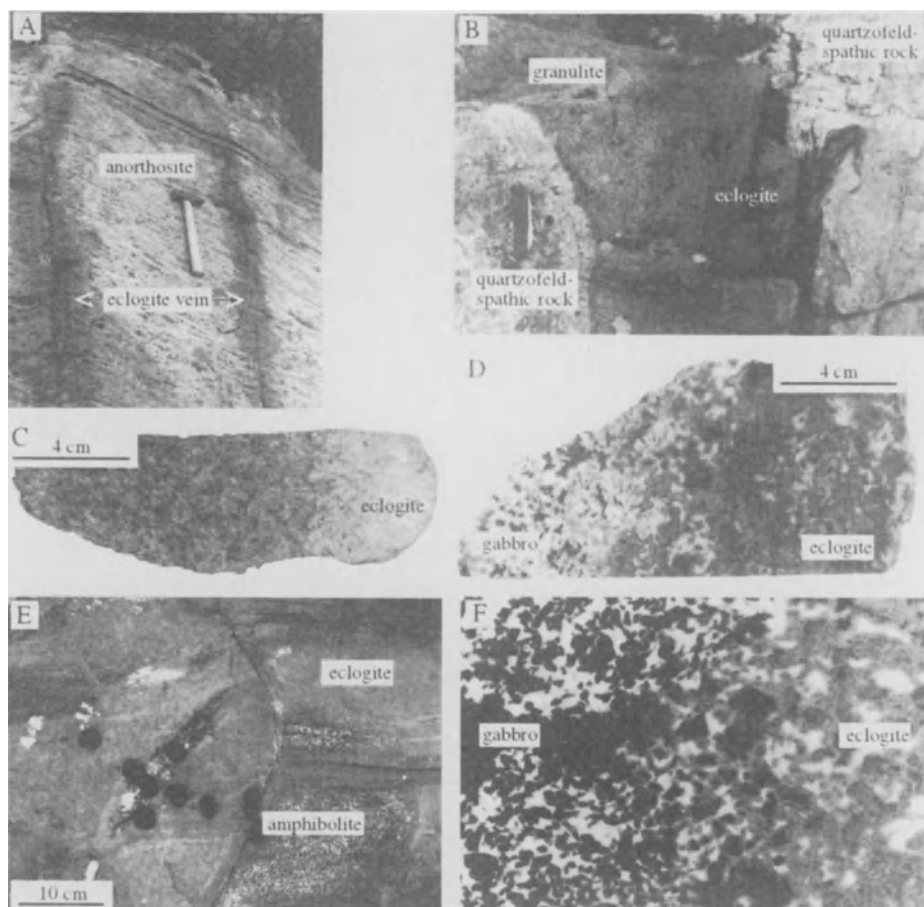 A
anorthosite
eclogite vein
B
quartzofeld-
spathic rock
granulite
eclogite
quartzofeld-
spathic rock
C
4 cm
eclogite
D
4 cm
gabbro
eclogite
E
eclogite
amphibolite
10 cm
F
gabbro
eclogite